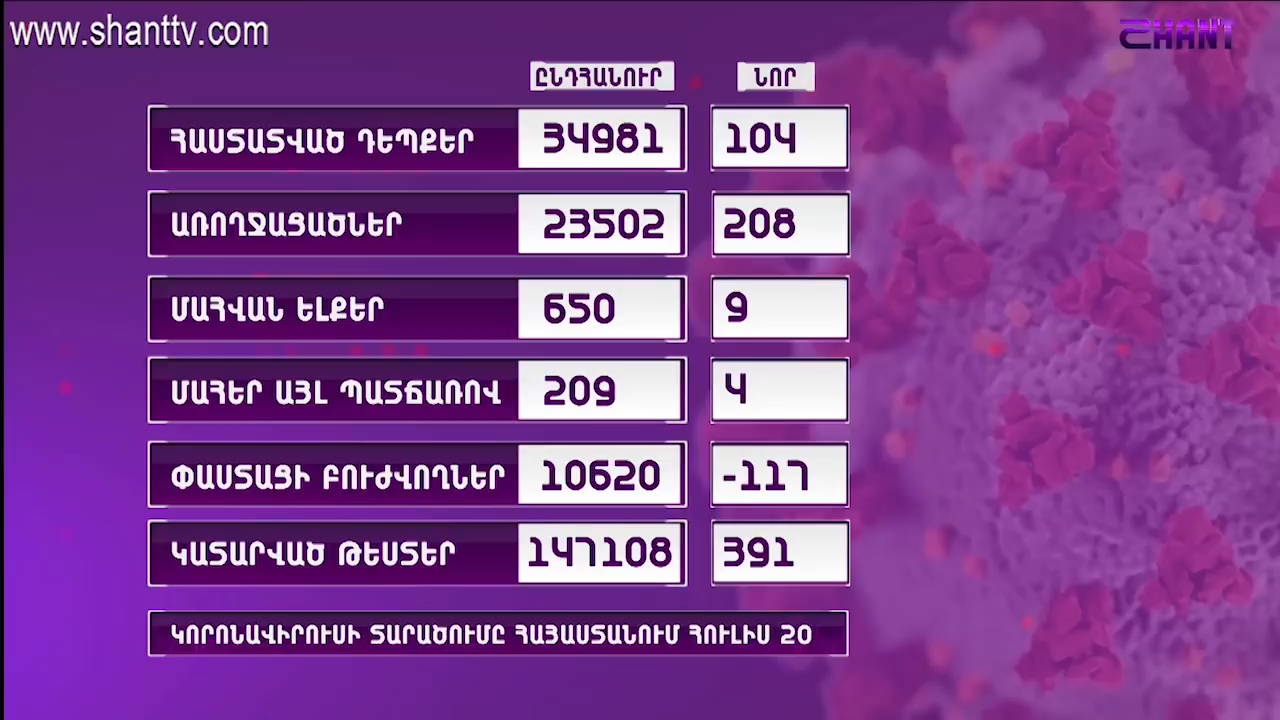 www.shanttv.com
SHANT
ԸՆԴՀԱՆՈՒՐ ՆՈՐ
ՀԱՍՏԱՏՎԱԾ ԴԵՊՔԵՐ 34981 104
ԱՌՈՂՋԱՑԱԾՆԵՐ 23502 208
ՄԱՀՎԱՆ ԵԼՔԵՐ 650 9
ՄԱՀԵՐ ԱՅԼ ՊԱՏՃԱՌՈՎ 209 4
ՓԱՍՏԱՑԻ ԲՈՒԺՎՈՂՆԵՐ 10620 -117
ԿԱՏԱՐՎԱԾ ԹԵՍՏԵՐ 147108 391
ԿՈՐՈՆԱՎԻՐՈՒՍԻ ՏԱՐԱԾՈՒՄԸ ՀԱՅԱՍՏԱՆՈՒՄ ՀՈՒԼԻՍ 20